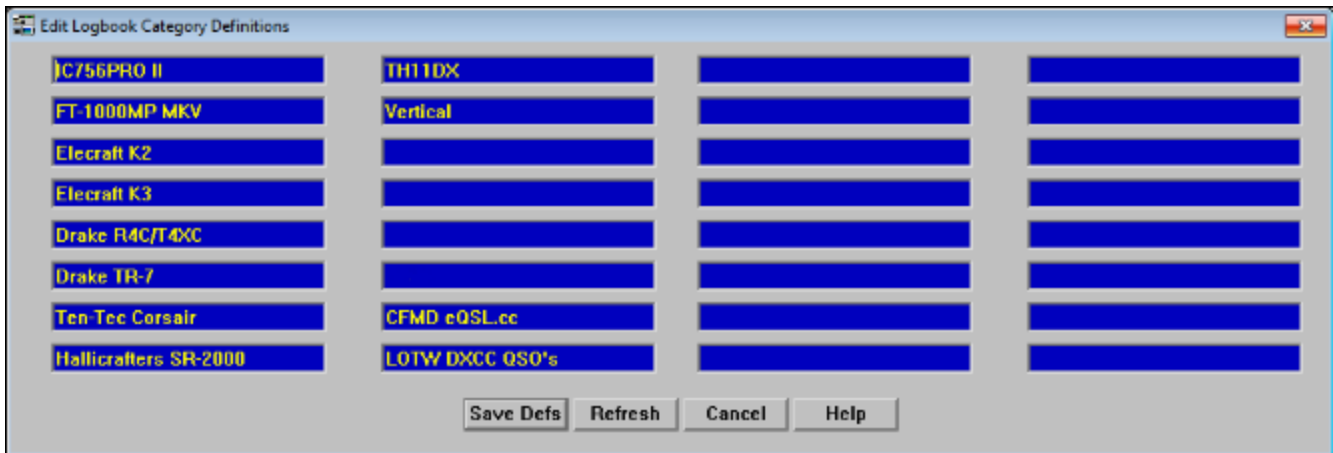 Edit Logbook Category Definitions
IC756PRO II
TH11DX
FT-1000MP MKV
Vertical
Elecraft K2
Elecraft K3
Drake R4C/T4XC
Drake TR-7
Ten-Tec Corsair
CFMD eQSL.cc
Hallicrafters SR-2000
LOTW DXCC QSO's
Save Defs
Refresh
Cancel
Help